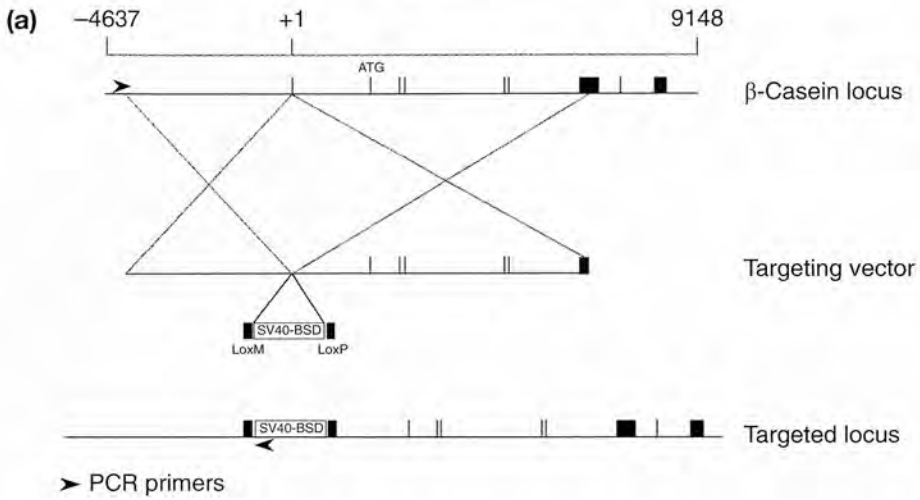 (a)
–4637 +1 9148
ATG
β-Casein locus
Targeting vector
SV40-BSD
LoxM LoxP
SV40-BSD
Targeted locus
PCR primers